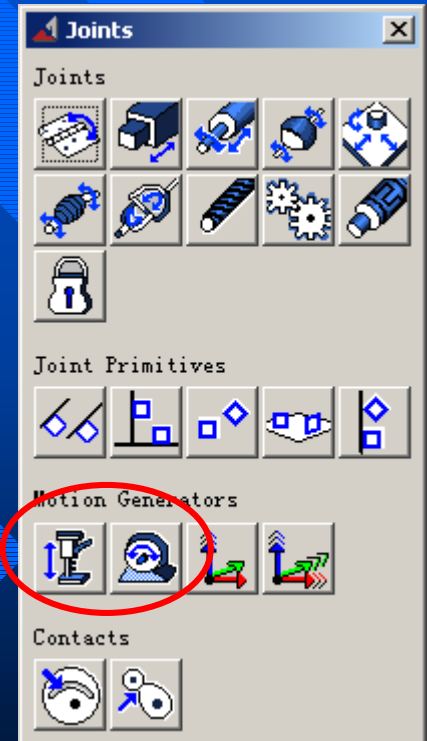 Joints
Joints
Joint Primitives
Motion Generators
Contacts